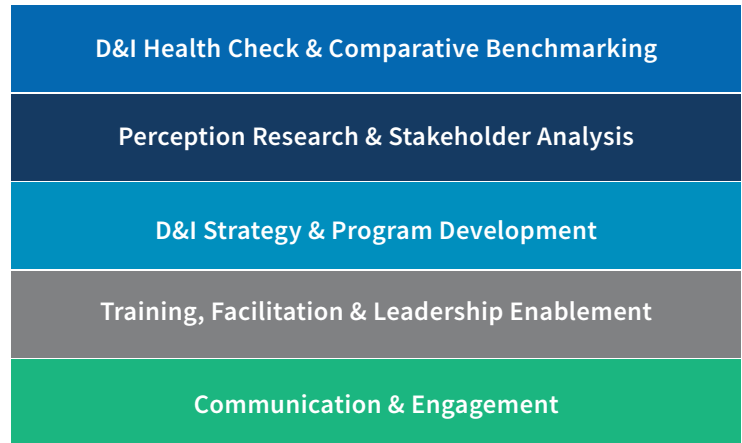 D&I Health Check & Comparative Benchmarking
Perception Research & Stakeholder Analysis
D&I Strategy & Program Development
Training, Facilitation & Leadership Enablement
Communication & Engagement